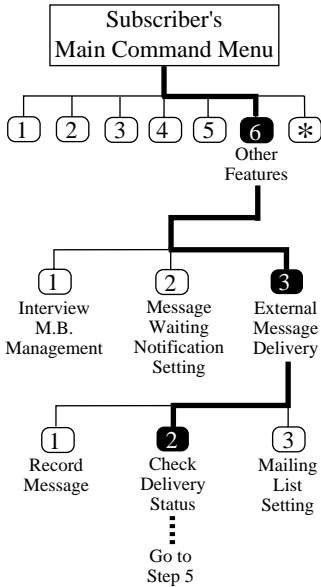 Subscriber's
Main Command Menu
1 2 3 4 5 6 *
Other
Features
1 2 3
Interview
M.B.
Management
Message
Waiting
Notification
Setting
External
Message
Delivery
1 2 3
Record
Message
Check
Delivery
Status
Mailing
List
Setting
Go to
Step 5